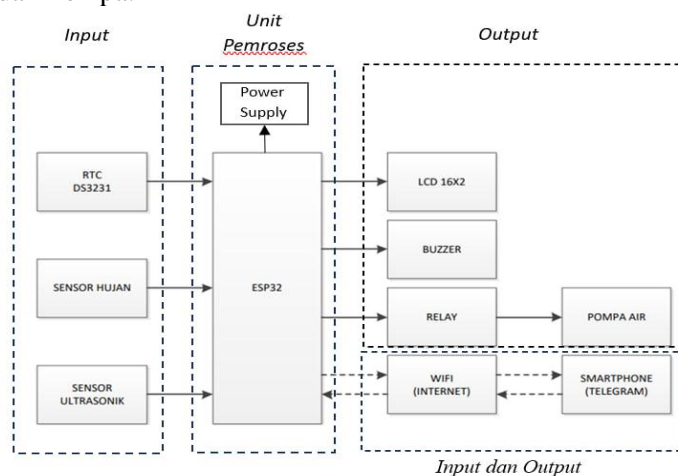 Input
Unit
Pemroses
Output
Power
Supply
RTC
DS3231
SENSOR HUJAN
SENSOR
ULTRASONIK
ESP32
LCD 16X2
BUZZER
RELAY
POMPA AIR
WIFI
(INTERNET)
SMARTPHONE
(TELEGRAM)
Input dan Output